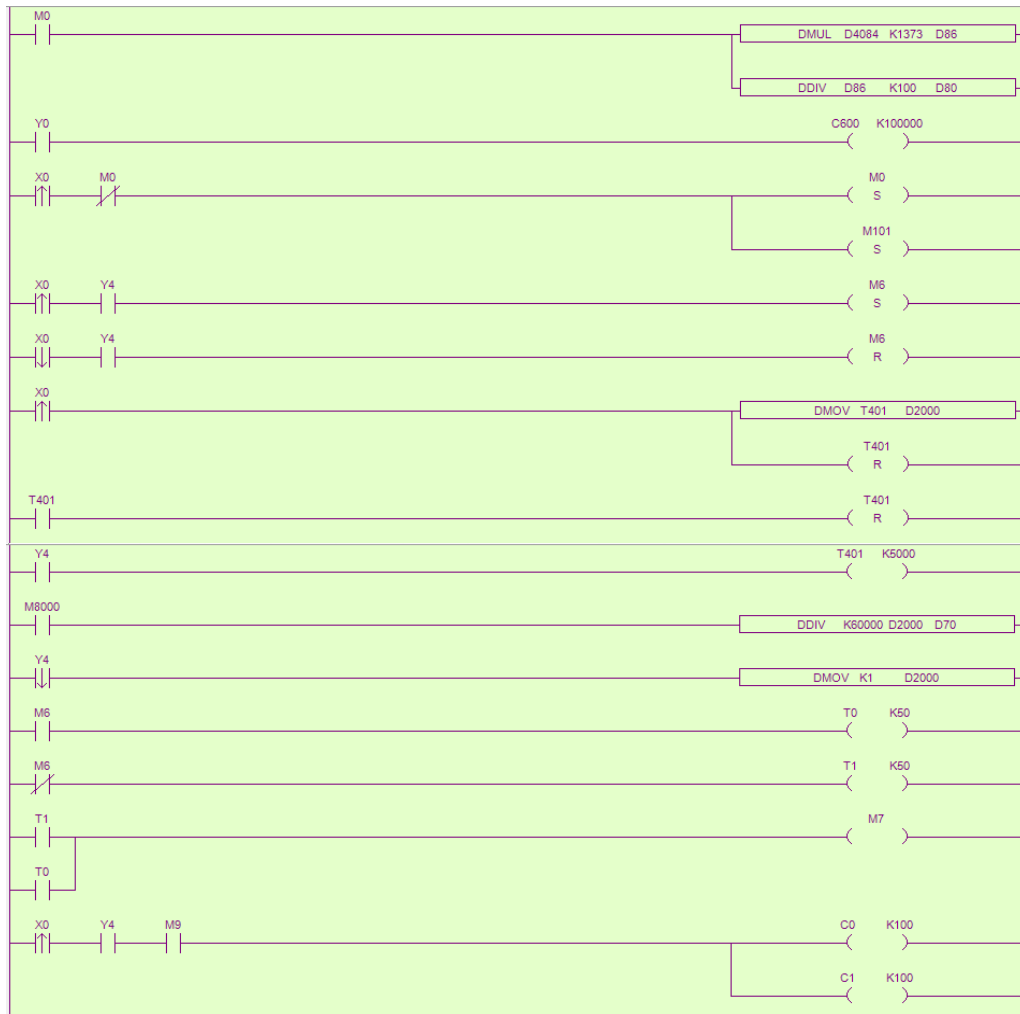 M0
DMUL D4084 K1373 D86
DDIV D86 K100 D80
Y0 C600 K100000
X0 M0 M0
S
M101
S
X0 Y4 M6
S
X0 Y4 M6
R
X0
DMOV T401 D2000
T401
R
T401 T401
R
Y4 T401 K5000
M8000
DDIV K60000 D2000 D70
Y4
DMOV K1 D2000
M6 T0 K50
M6 T1 K50
T1 M7
T0
X0 Y4 M9 C0 K100
C1 K100